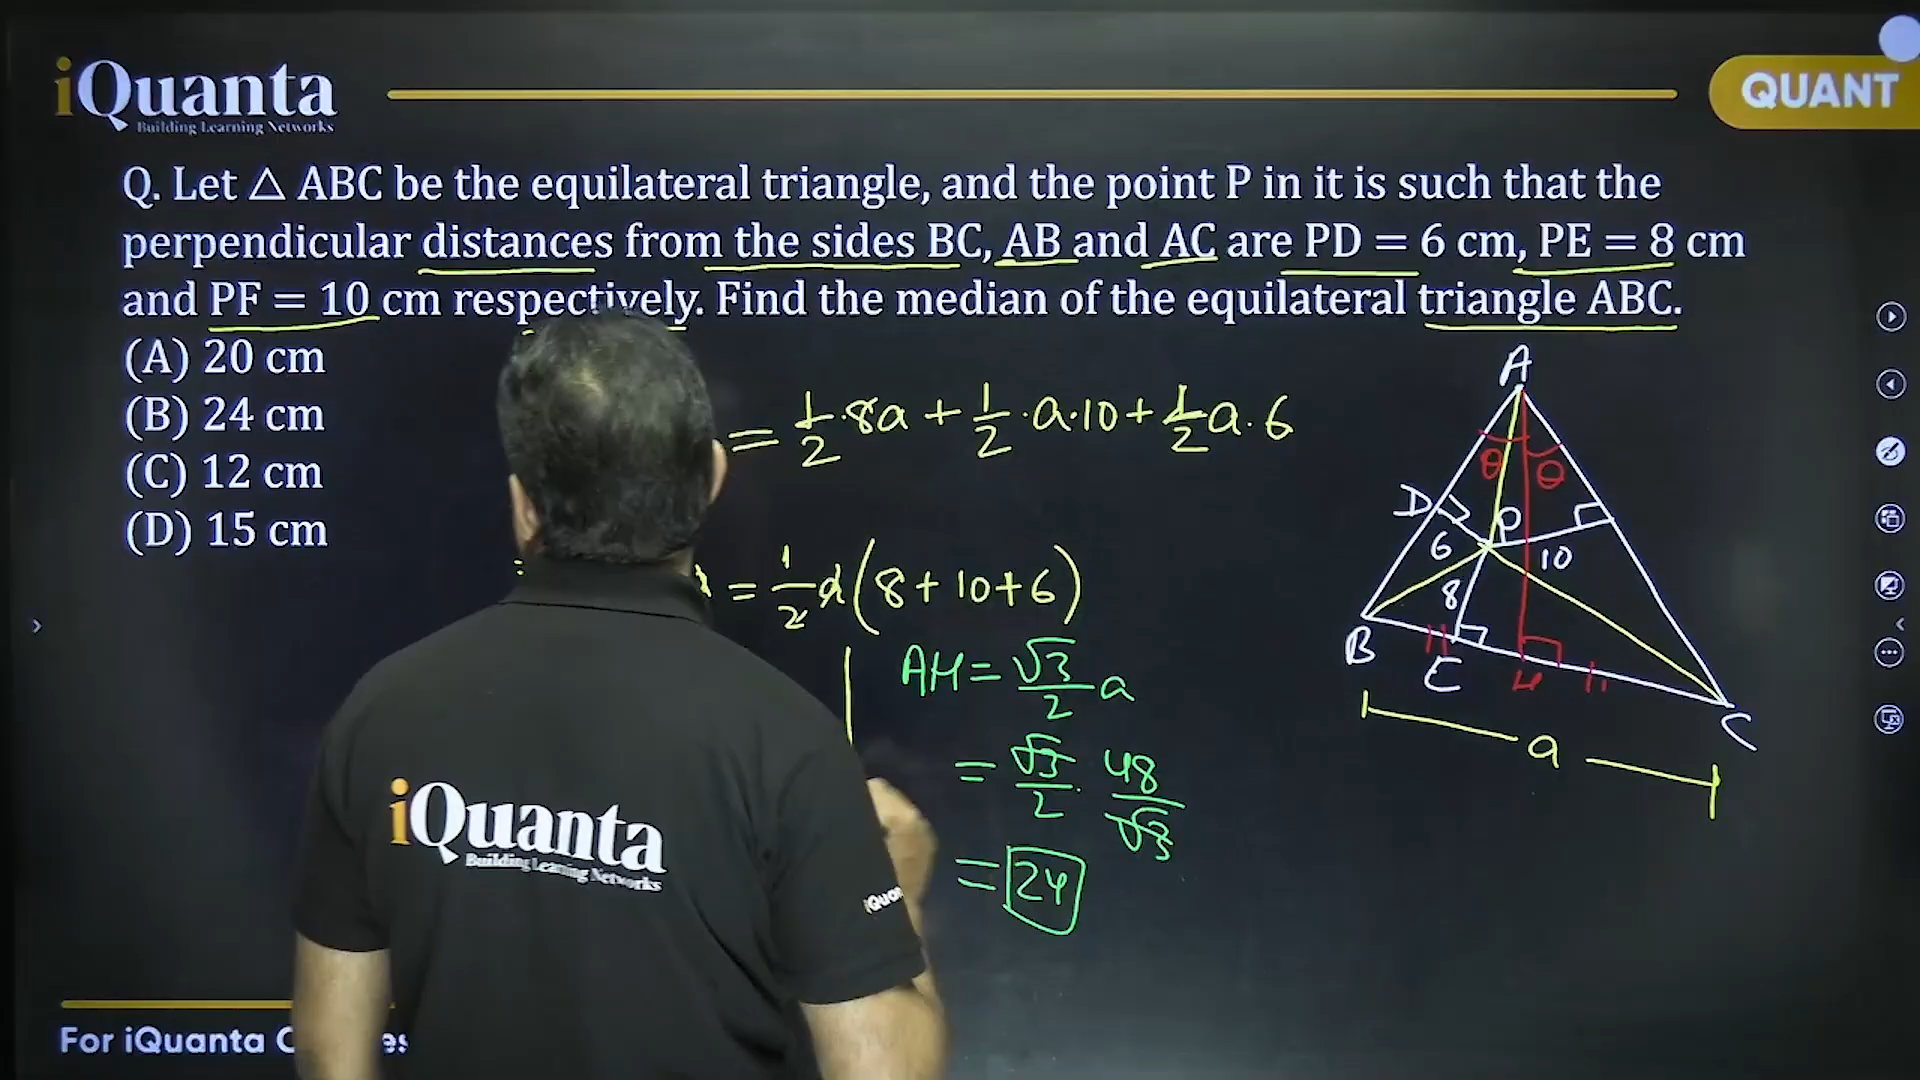 iQuanta
Building Learning Networks
QUANT
Q. Let △ ABC be the equilateral triangle, and the point P in it is such that the
perpendicular distances from the sides BC, AB and AC are PD = 6 cm, PE = 8 cm
and PF = 10 cm respectively. Find the median of the equilateral triangle ABC.
(A) 20 cm
(B) 24 cm
(C) 12 cm
(D) 15 cm
= 1/2 · 8a + 1/2 · a · 10 + 1/2 a · 6
= 1/2 a (8 + 10 + 6)
AH = √3/2 a
= √3/2 · 48/√3
= 24
A
θ θ
D P
6 10
8
B E H C
a
iQuanta
Building Learning Networks
For iQuanta